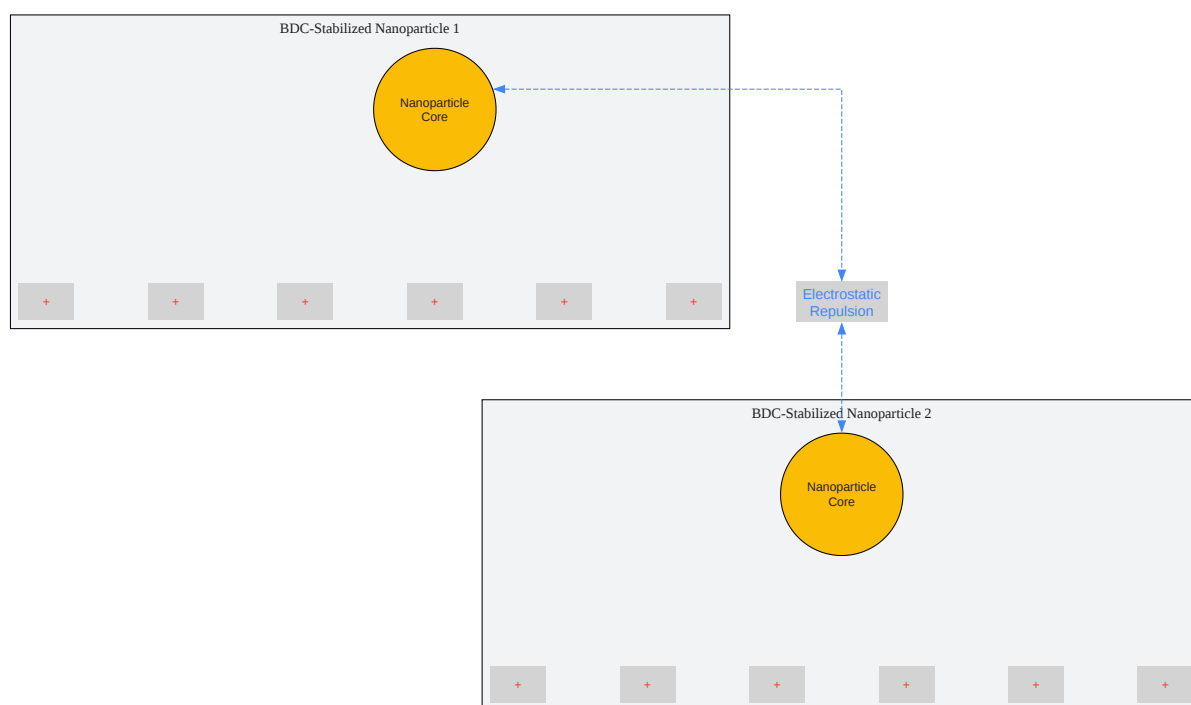 BDC-Stabilized Nanoparticle 1
Nanoparticle
Core
+ + + + + +
Electrostatic
Repulsion
BDC-Stabilized Nanoparticle 2
Nanoparticle
Core
+ + + + + +